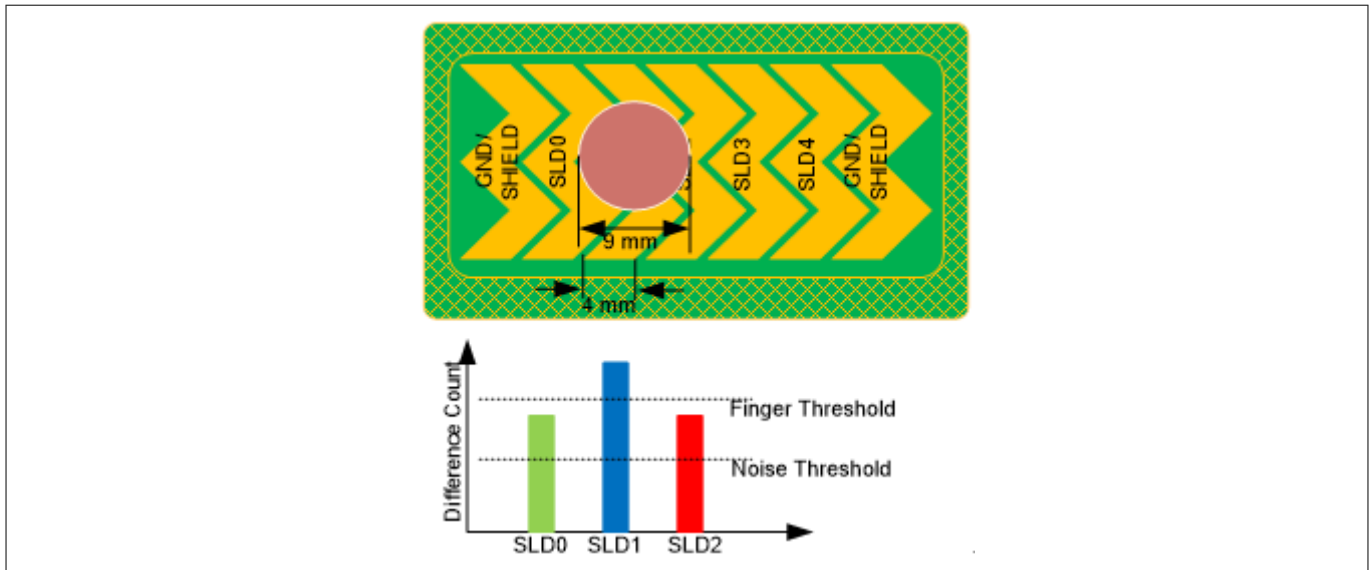 GND/
SHIELD
SLD0
SLD3
SLD4
GND/
SHIELD
9 mm
4 mm
Difference Count
Finger Threshold
Noise Threshold
SLD0
SLD1
SLD2